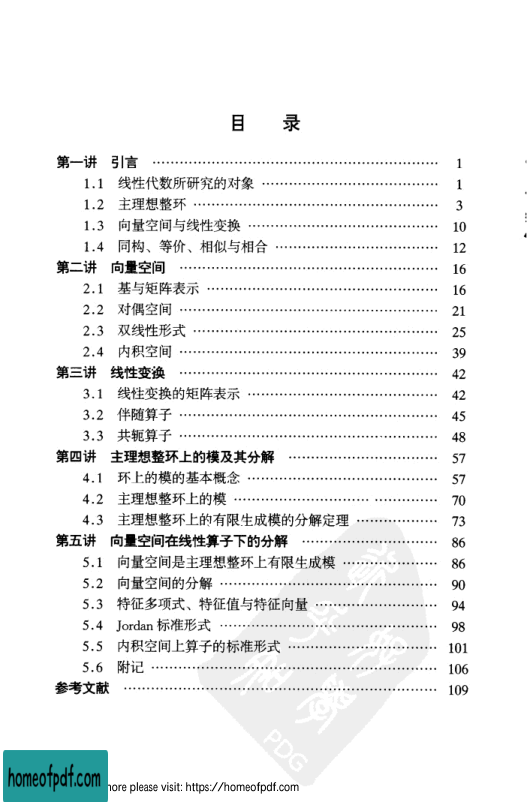 目 录
第一讲 引言 …… 1
1.1 线性代数所研究的对象 …… 1
1.2 主理想整环 …… 3
1.3 向量空间与线性变换 …… 10
1.4 同构、等价、相似与相合 …… 12
第二讲 向量空间 …… 16
2.1 基与矩阵表示 …… 16
2.2 对偶空间 …… 21
2.3 双线性形式 …… 25
2.4 内积空间 …… 39
第三讲 线性变换 …… 42
3.1 线性变换的矩阵表示 …… 42
3.2 伴随算子 …… 45
3.3 共轭算子 …… 48
第四讲 主理想整环上的模及其分解 …… 57
4.1 环上的模的基本概念 …… 57
4.2 主理想整环上的模 …… 70
4.3 主理想整环上的有限生成模的分解定理 …… 73
第五讲 向量空间在线性算子下的分解 …… 86
5.1 向量空间是主理想整环上有限生成模 …… 86
5.2 向量空间的分解 …… 90
5.3 特征多项式、特征值与特征向量 …… 94
5.4 Jordan 标准形式 …… 98
5.5 内积空间上算子的标准形式 …… 101
5.6 附记 …… 106
参考文献 …… 109
PDG
homeofpdf.com
more please visit: https://homeofpdf.com